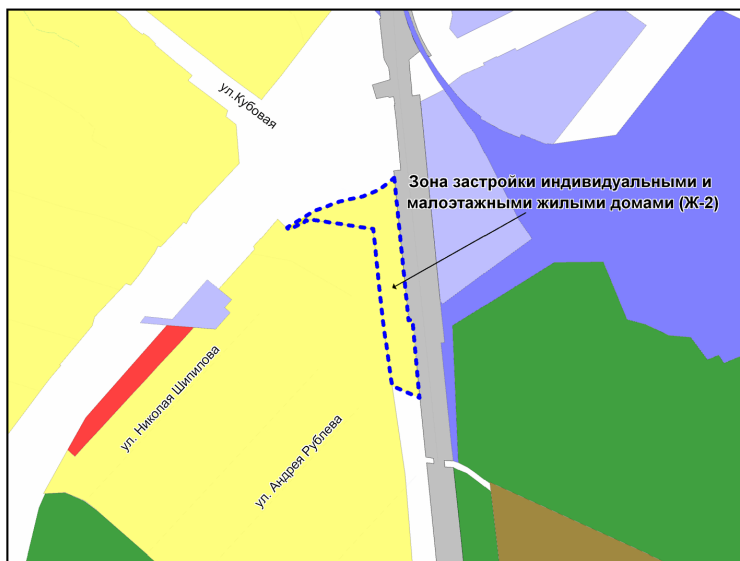 ул.Кубовая
Зона застройки индивидуальными и
малоэтажными жилыми домами (Ж-2)
ул. Николая Шипилова
ул. Андрея Рублева